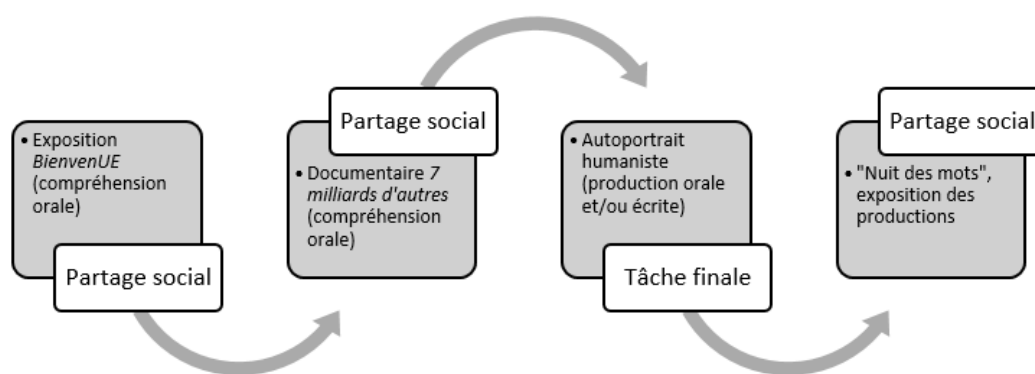 • Exposition
BienvenUE
(compréhension
orale)
Partage social
Partage social
• Documentaire 7
milliards d'autres
(compréhension
orale)
• Autoportrait
humaniste
(production orale
et/ou écrite)
Tâche finale
Partage social
• "Nuit des mots",
exposition des
productions